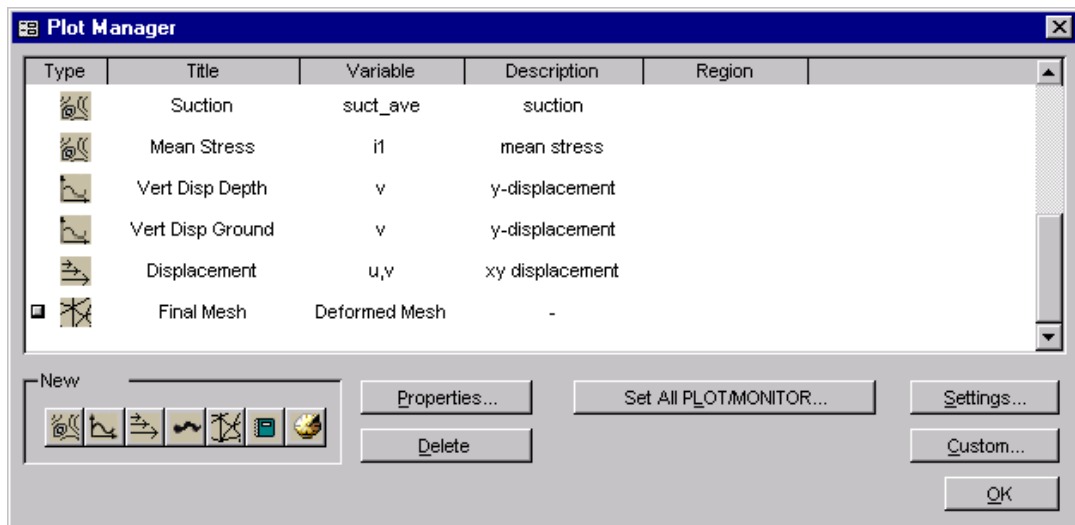 Plot Manager
Type Title Variable Description Region
Suction suct_ave suction
Mean Stress i1 mean stress
Vert Disp Depth v y-displacement
Vert Disp Ground v y-displacement
Displacement u,v xy displacement
Final Mesh Deformed Mesh -
New
Properties... Set All PLOT/MONITOR... Settings...
Delete Custom...
OK